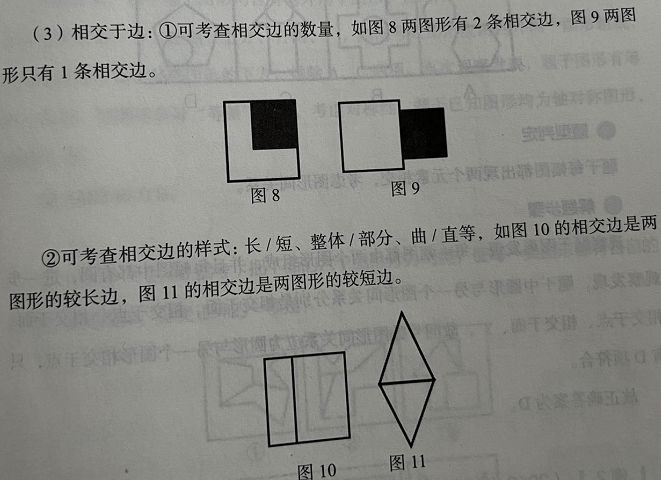 （3）相交于边：①可考查相交边的数量，如图 8 两图形有 2 条相交边，图 9 两图
形只有 1 条相交边。
图 8
图 9
②可考查相交边的样式：长 / 短、整体 / 部分、曲 / 直等，如图 10 的相交边是两
图形的较长边，图 11 的相交边是两图形的较短边。
图 10
图 11